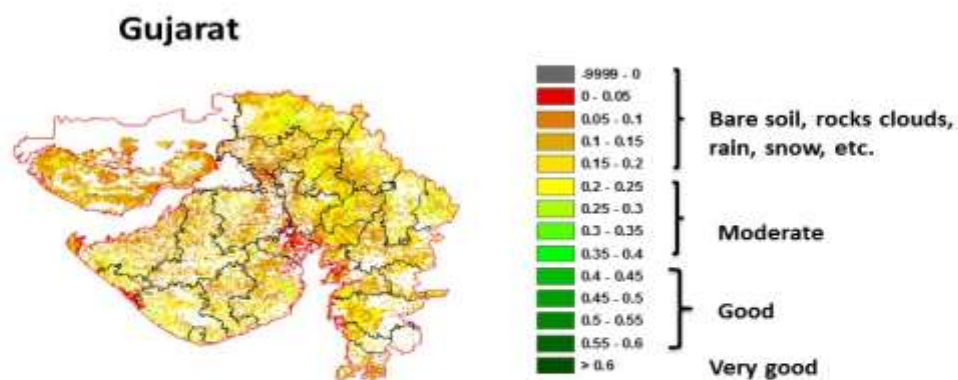 Gujarat
-9999 - 0
0 - 0.05
0.05 - 0.1
0.1 - 0.15
0.15 - 0.2
0.2 - 0.25
0.25 - 0.3
0.3 - 0.35
0.35 - 0.4
0.4 - 0.45
0.45 - 0.5
0.5 - 0.55
0.55 - 0.6
> 0.6
Bare soil, rocks clouds,
rain, snow, etc.
Moderate
Good
Very good